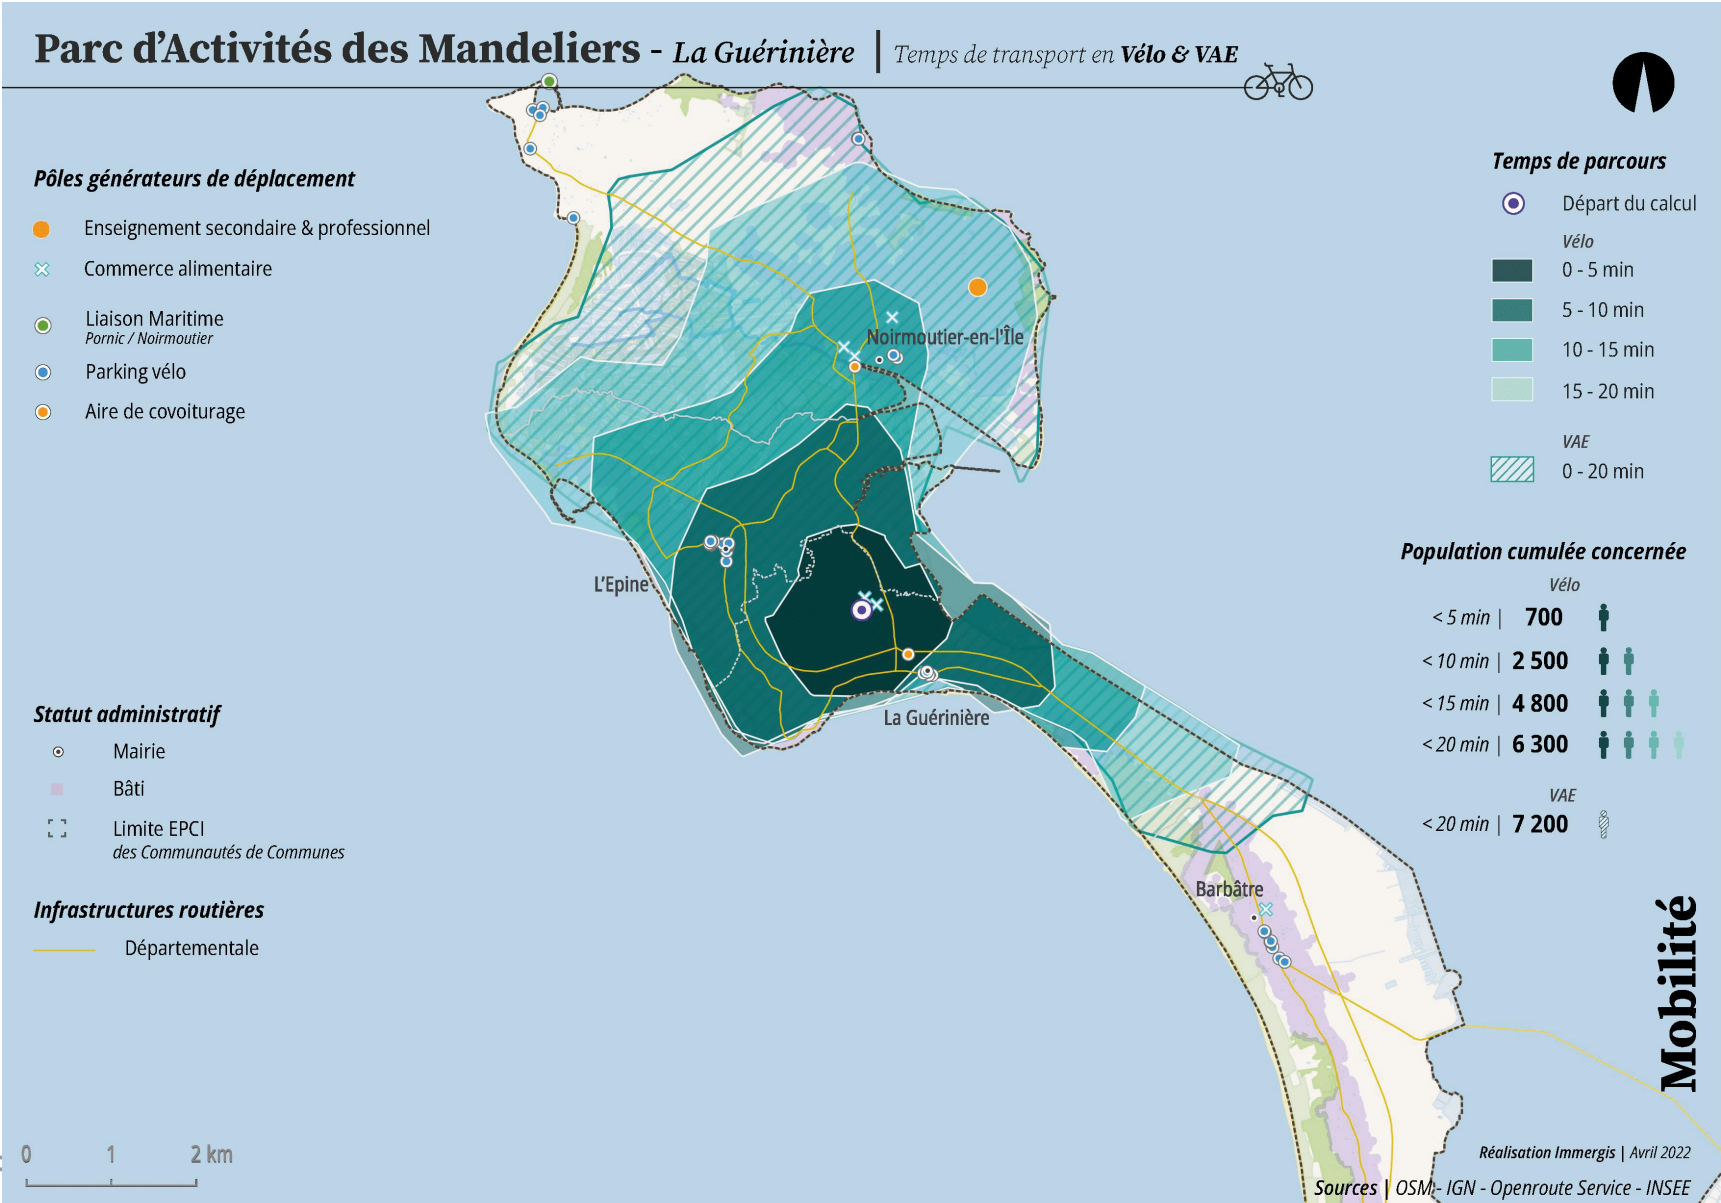 Parc d'Activités des Mandeliers - La Guérinière | Temps de transport en Vélo & VAE
Pôles générateurs de déplacement
Enseignement secondaire & professionnel
Commerce alimentaire
Liaison Maritime
Pornic / Noirmoutier
Parking vélo
Aire de covoiturage
Statut administratif
Mairie
Bâti
Limite EPCI
des Communautés de Communes
Infrastructures routières
Départementale
0 1 2 km
Noirmoutier-en-l'Île
L'Epine
La Guérinière
Barbâtre
Temps de parcours
Départ du calcul
Vélo
0 - 5 min
5 - 10 min
10 - 15 min
15 - 20 min
VAE
0 - 20 min
Population cumulée concernée
Vélo
< 5 min | 700
< 10 min | 2 500
< 15 min | 4 800
< 20 min | 6 300
VAE
< 20 min | 7 200
Mobilité
Réalisation Immergis | Avril 2022
Sources | OSM - IGN - Openroute Service - INSEE